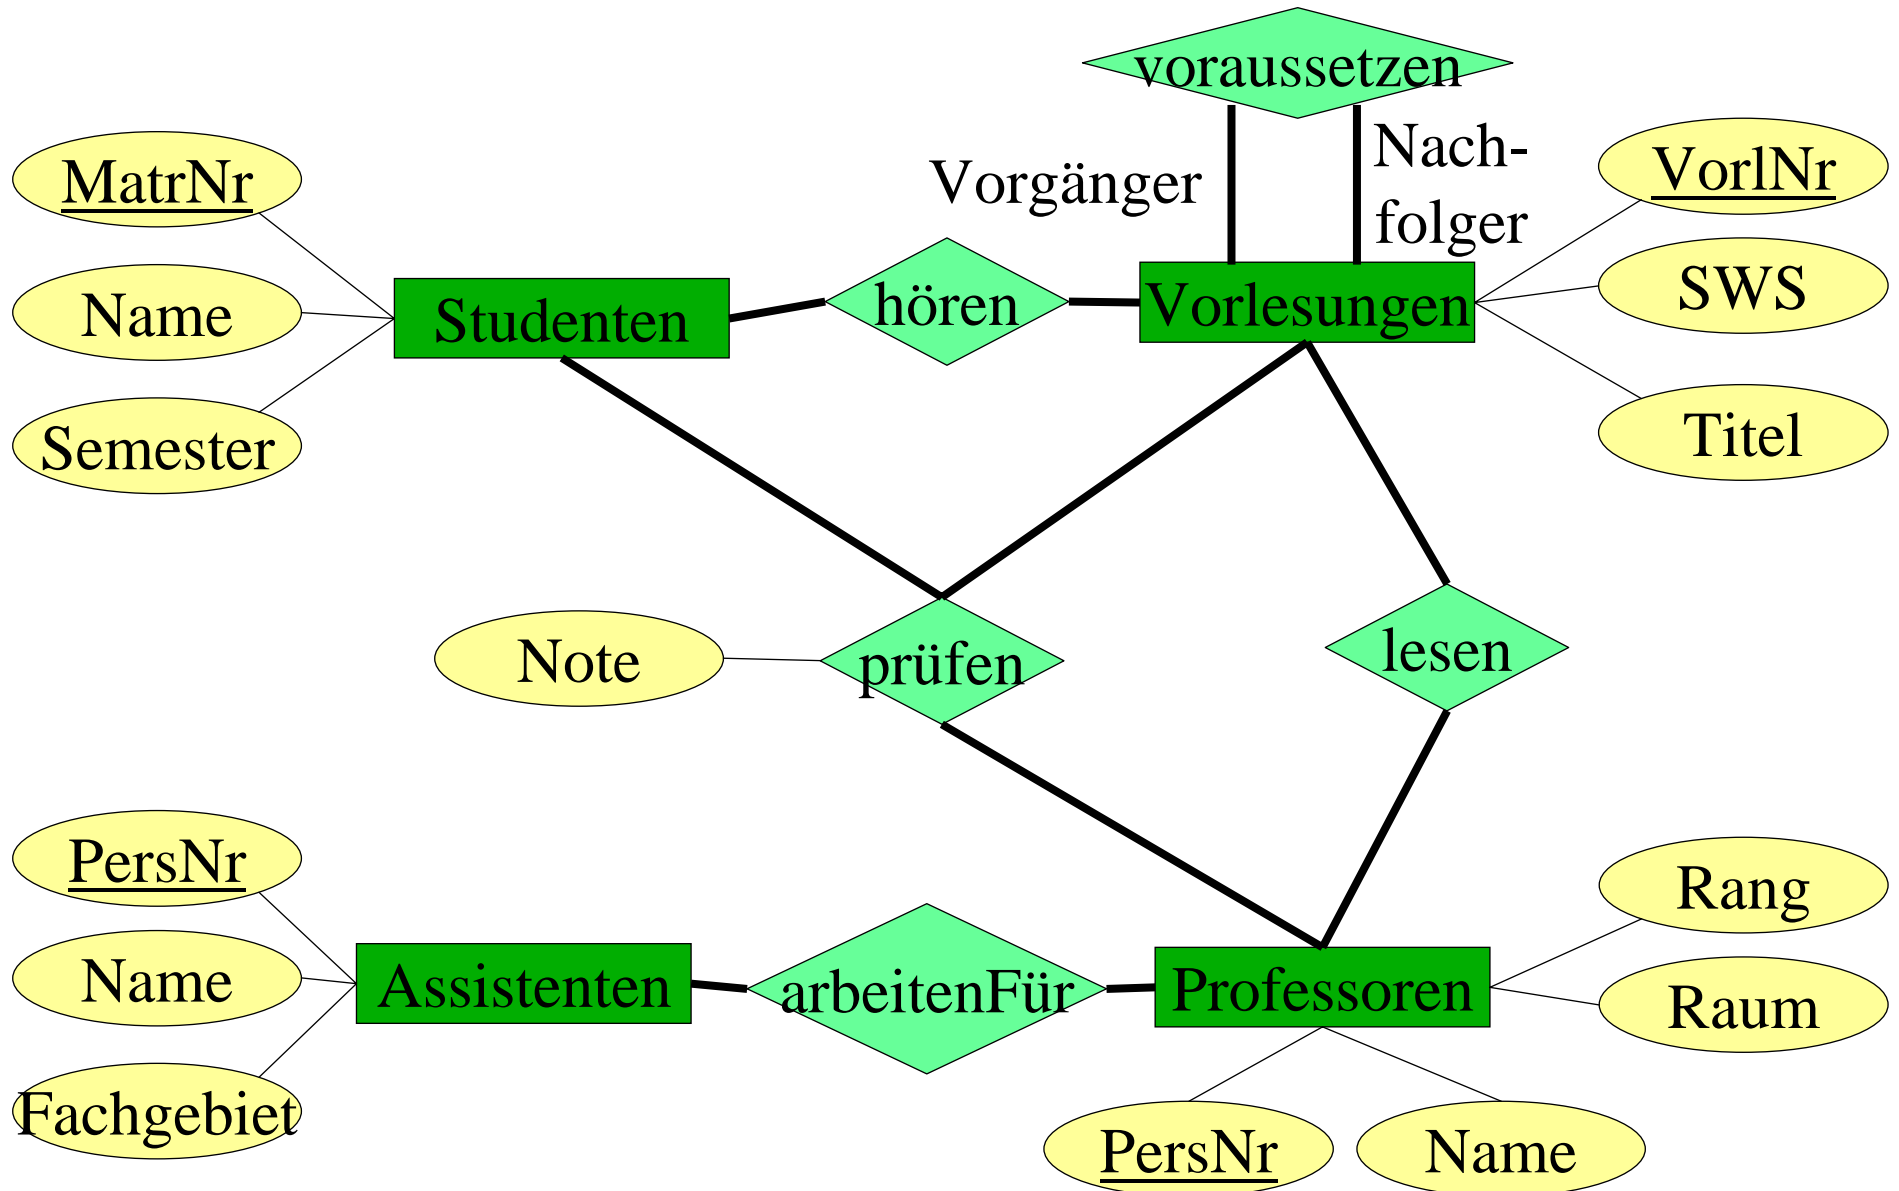 voraussetzen
Nach-
folger
Vorgänger
MatrNr
VorlNr
Name
Studenten
hören
Vorlesungen
SWS
Semester
Titel
Note
prüfen
lesen
PersNr
Rang
Name
Assistenten
arbeitenFür
Professoren
Raum
Fachgebiet
PersNr
Name